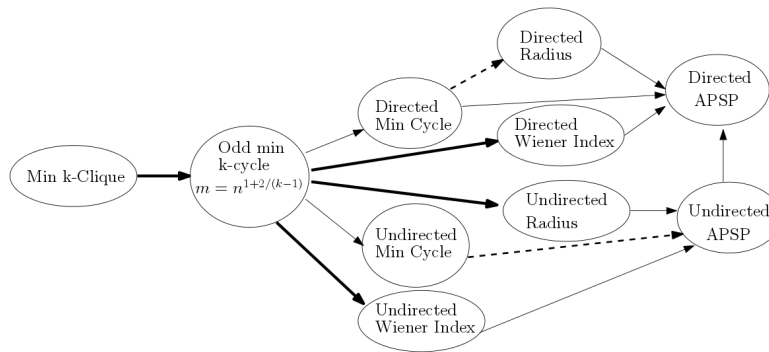 Min k-Clique
Odd min
k-cycle
m = n^{1+2/(k-1)}
Directed
Min Cycle
Directed
Radius
Directed
Wiener Index
Undirected
Radius
Undirected
Min Cycle
Undirected
Wiener Index
Directed
APSP
Undirected
APSP